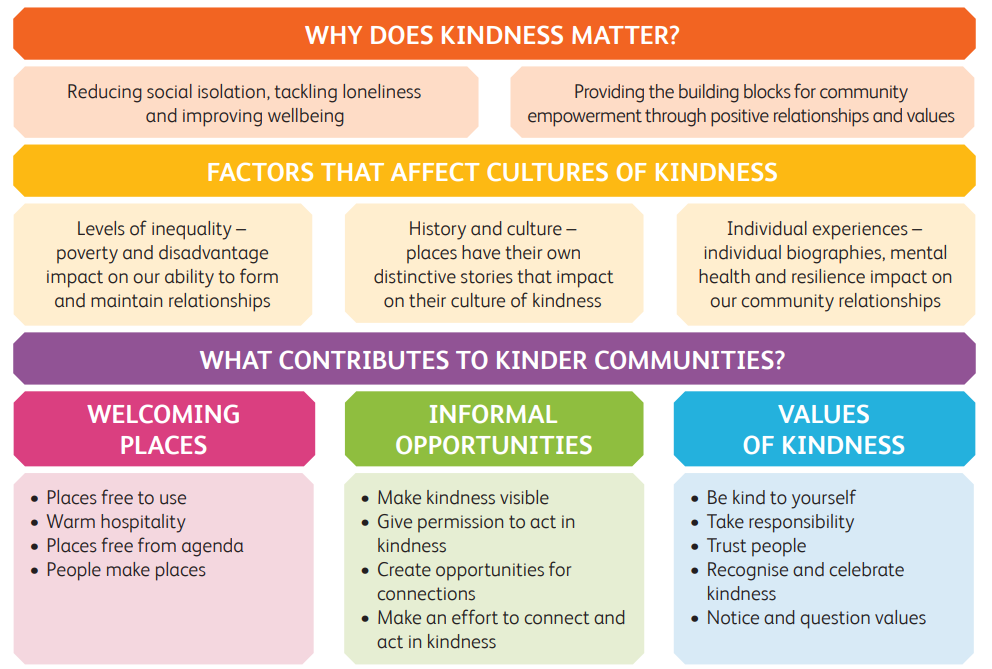 WHY DOES KINDNESS MATTER?
Reducing social isolation, tackling loneliness
and improving wellbeing
Providing the building blocks for community
empowerment through positive relationships and values
FACTORS THAT AFFECT CULTURES OF KINDNESS
Levels of inequality –
poverty and disadvantage
impact on our ability to form
and maintain relationships
History and culture –
places have their own
distinctive stories that impact
on their culture of kindness
Individual experiences –
individual biographies, mental
health and resilience impact on
our community relationships
WHAT CONTRIBUTES TO KINDER COMMUNITIES?
WELCOMING
PLACES
• Places free to use
• Warm hospitality
• Places free from agenda
• People make places
INFORMAL
OPPORTUNITIES
• Make kindness visible
• Give permission to act in
kindness
• Create opportunities for
connections
• Make an effort to connect and
act in kindness
VALUES
OF KINDNESS
• Be kind to yourself
• Take responsibility
• Trust people
• Recognise and celebrate
kindness
• Notice and question values